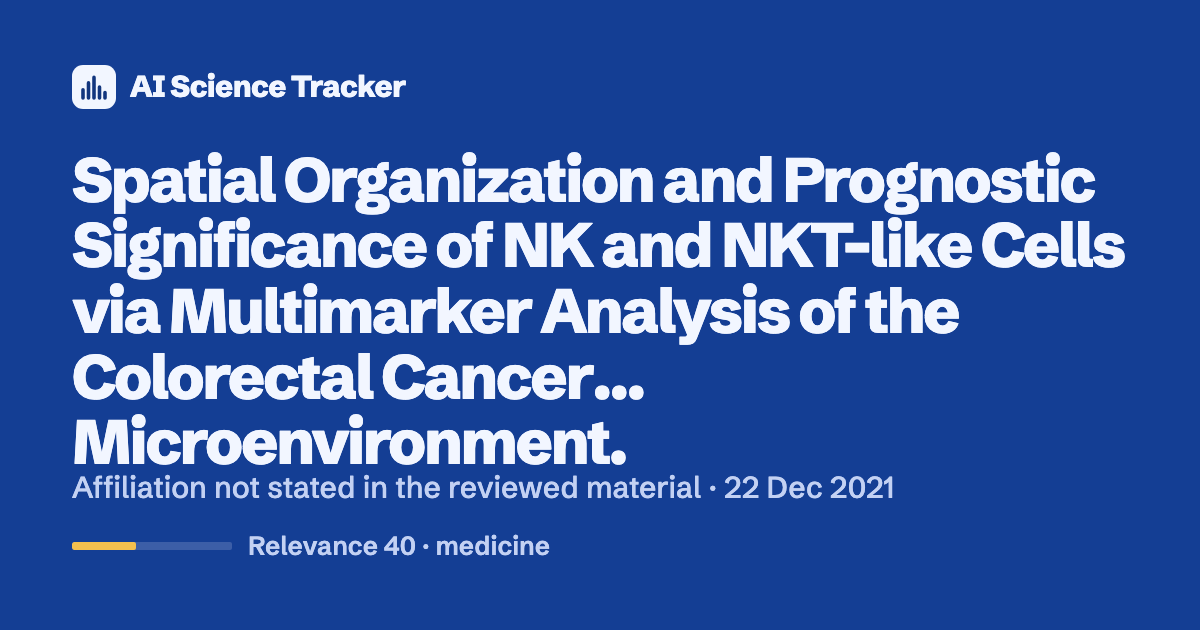 AI Science Tracker
Spatial Organization and Prognostic
Significance of NK and NKT-like Cells
via Multimarker Analysis of the
Colorectal Cancer...
Microenvironment.
Affiliation not stated in the reviewed material · 22 Dec 2021
Relevance 40 · medicine